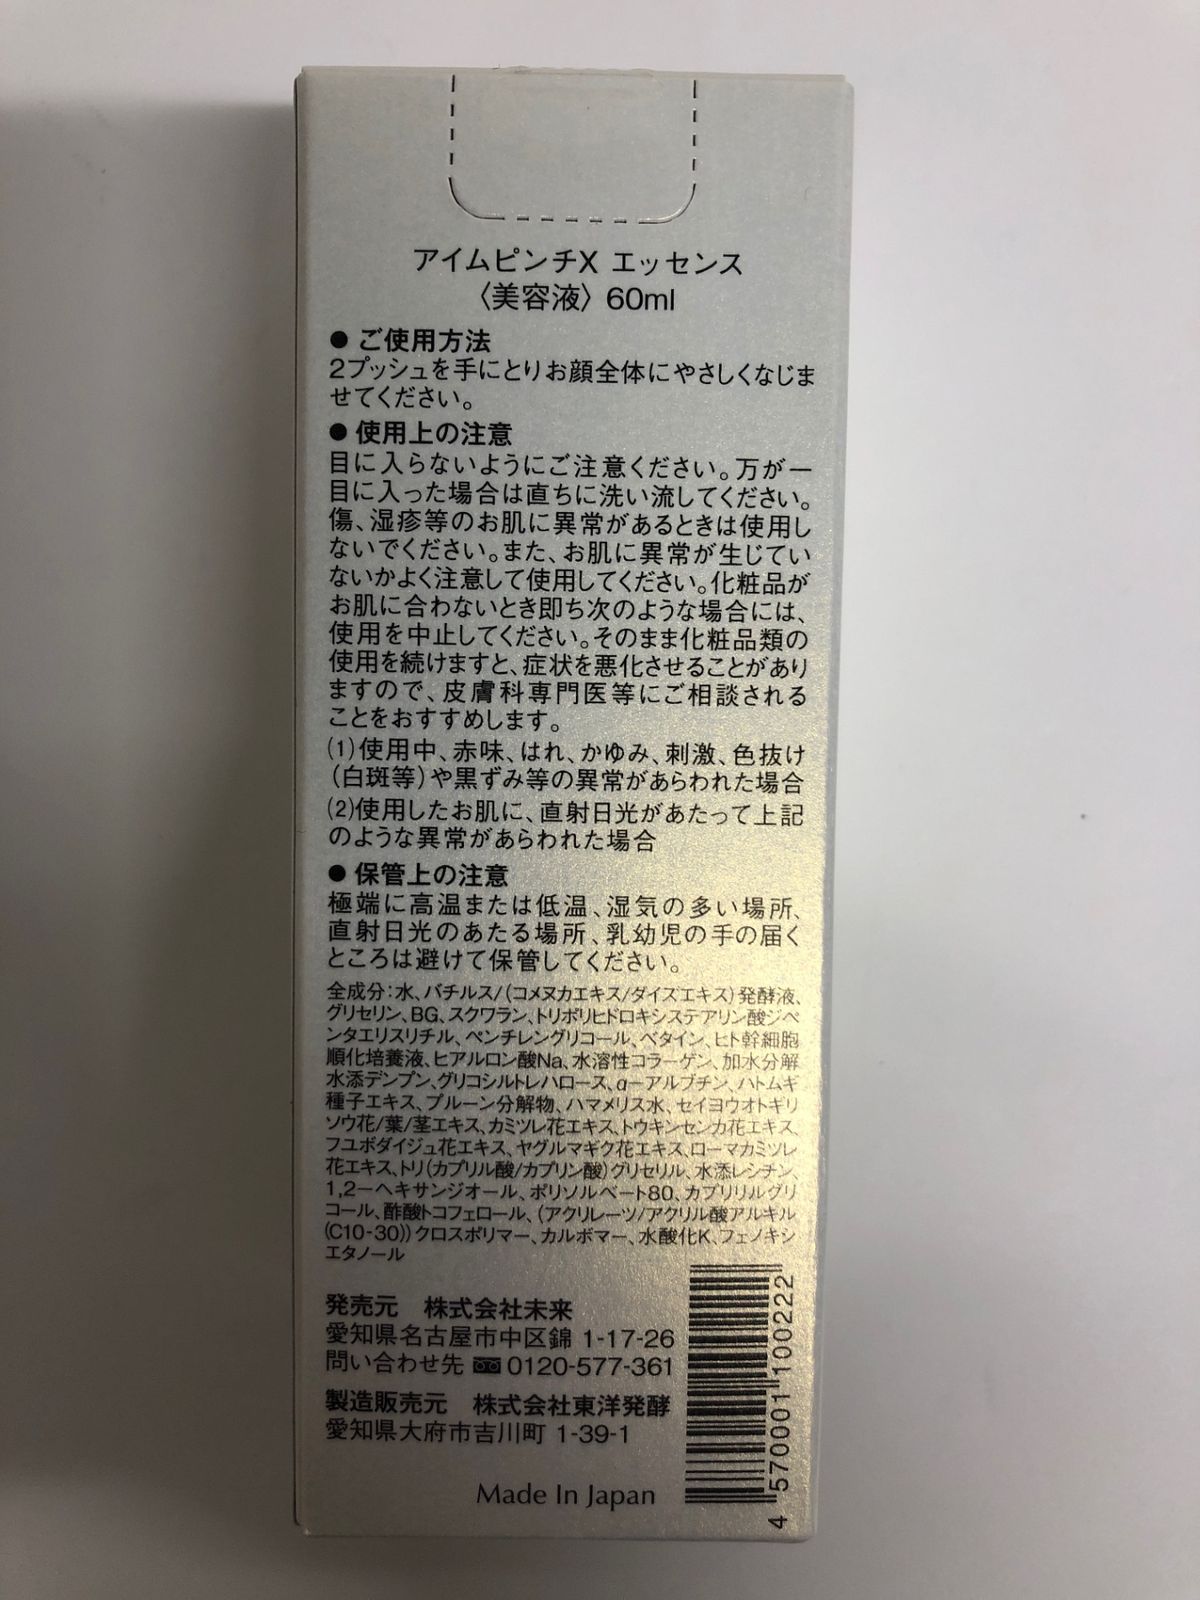 アイムピンチX エッセンス
〈美容液〉60ml
● ご使用方法
2プッシュを手にとりお顔全体にやさしくなじま
せてください。
● 使用上の注意
目に入らないようにご注意ください。万が一
目に入った場合は直ちに洗い流してください。
傷、湿疹等のお肌に異常があるときは使用し
ないでください。また、お肌に異常が生じてい
ないかよく注意して使用してください。化粧品が
お肌に合わないとき即ち次のような場合には、
使用を中止してください。そのまま化粧品類の
使用を続けますと、症状を悪化させることがあり
ますので、皮膚科専門医等にご相談される
ことをおすすめします。
(1)使用中、赤味、はれ、かゆみ、刺激、色抜け
(白斑等)や黒ずみ等の異常があらわれた場合
(2)使用したお肌に、直射日光があたって上記
のような異常があらわれた場合
● 保管上の注意
極端に高温または低温、湿気の多い場所、
直射日光のあたる場所、乳幼児の手の届く
ところは避けて保管してください。
全成分：水、バチルス/(コメヌカエキス/ダイズエキス)発酵液、
グリセリン、BG、スクワラン、トリポリヒドロキシステアリン酸ジペ
ンタエリスリチル、ペンチレングリコール、ベタイン、ヒト幹細胞
順化培養液、ヒアルロン酸Na、水溶性コラーゲン、加水分解
水添デンプン、グリコシルトレハロース、α-アルブチン、ハトムギ
種子エキス、プルーン分解物、ハマメリス水、セイヨウオトギリ
ソウ花/葉/茎エキス、カミツレ花エキス、トウキンセンカ花エキス、
フユボダイジュ花エキス、ヤグルマギク花エキス、ローマカミツレ
花エキス、トリ(カプリル酸/カプリン酸)グリセリル、水添レシチン、
1,2-ヘキサンジオール、ポリソルベート80、カプリリルグリ
コール、酢酸トコフェロール、(アクリレーツ/アクリル酸アルキル
(C10-30))クロスポリマー、カルボマー、水酸化K、フェノキシ
エタノール
発売元　株式会社未来
愛知県名古屋市中区錦 1-17-26
問い合わせ先 0120-577-361
製造販売元　株式会社東洋発酵
愛知県大府市吉川町 1-39-1
Made In Japan
4 570001 100222